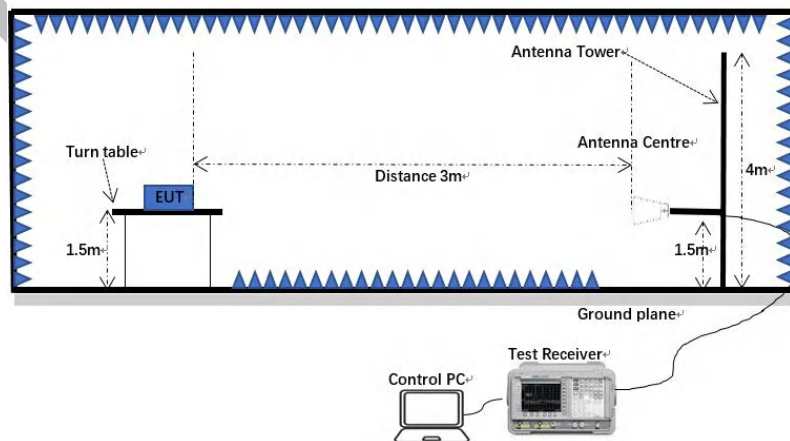 Antenna Tower
Antenna Centre
Turn table
Distance 3m
4m
EUT
1.5m
1.5m
Ground plane
Test Receiver
Control PC